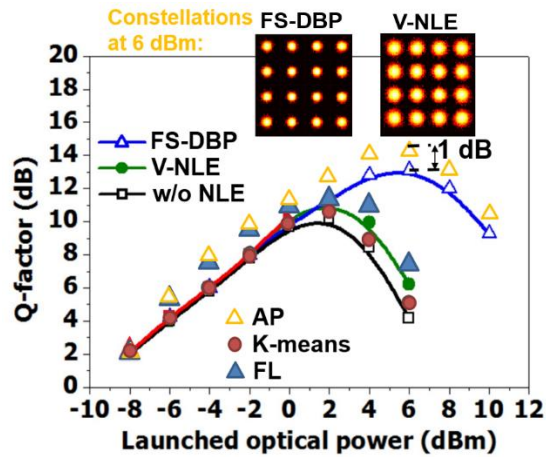 Constellations
at 6 dBm:
FS-DBP
V-NLE
20
18
16
14
12
10
8
6
4
2
0
Q-factor (dB)
FS-DBP
V-NLE
w/o NLE
1 dB
AP
K-means
FL
-10 -8 -6 -4 -2 0 2 4 6 8 10 12
Launched optical power (dBm)